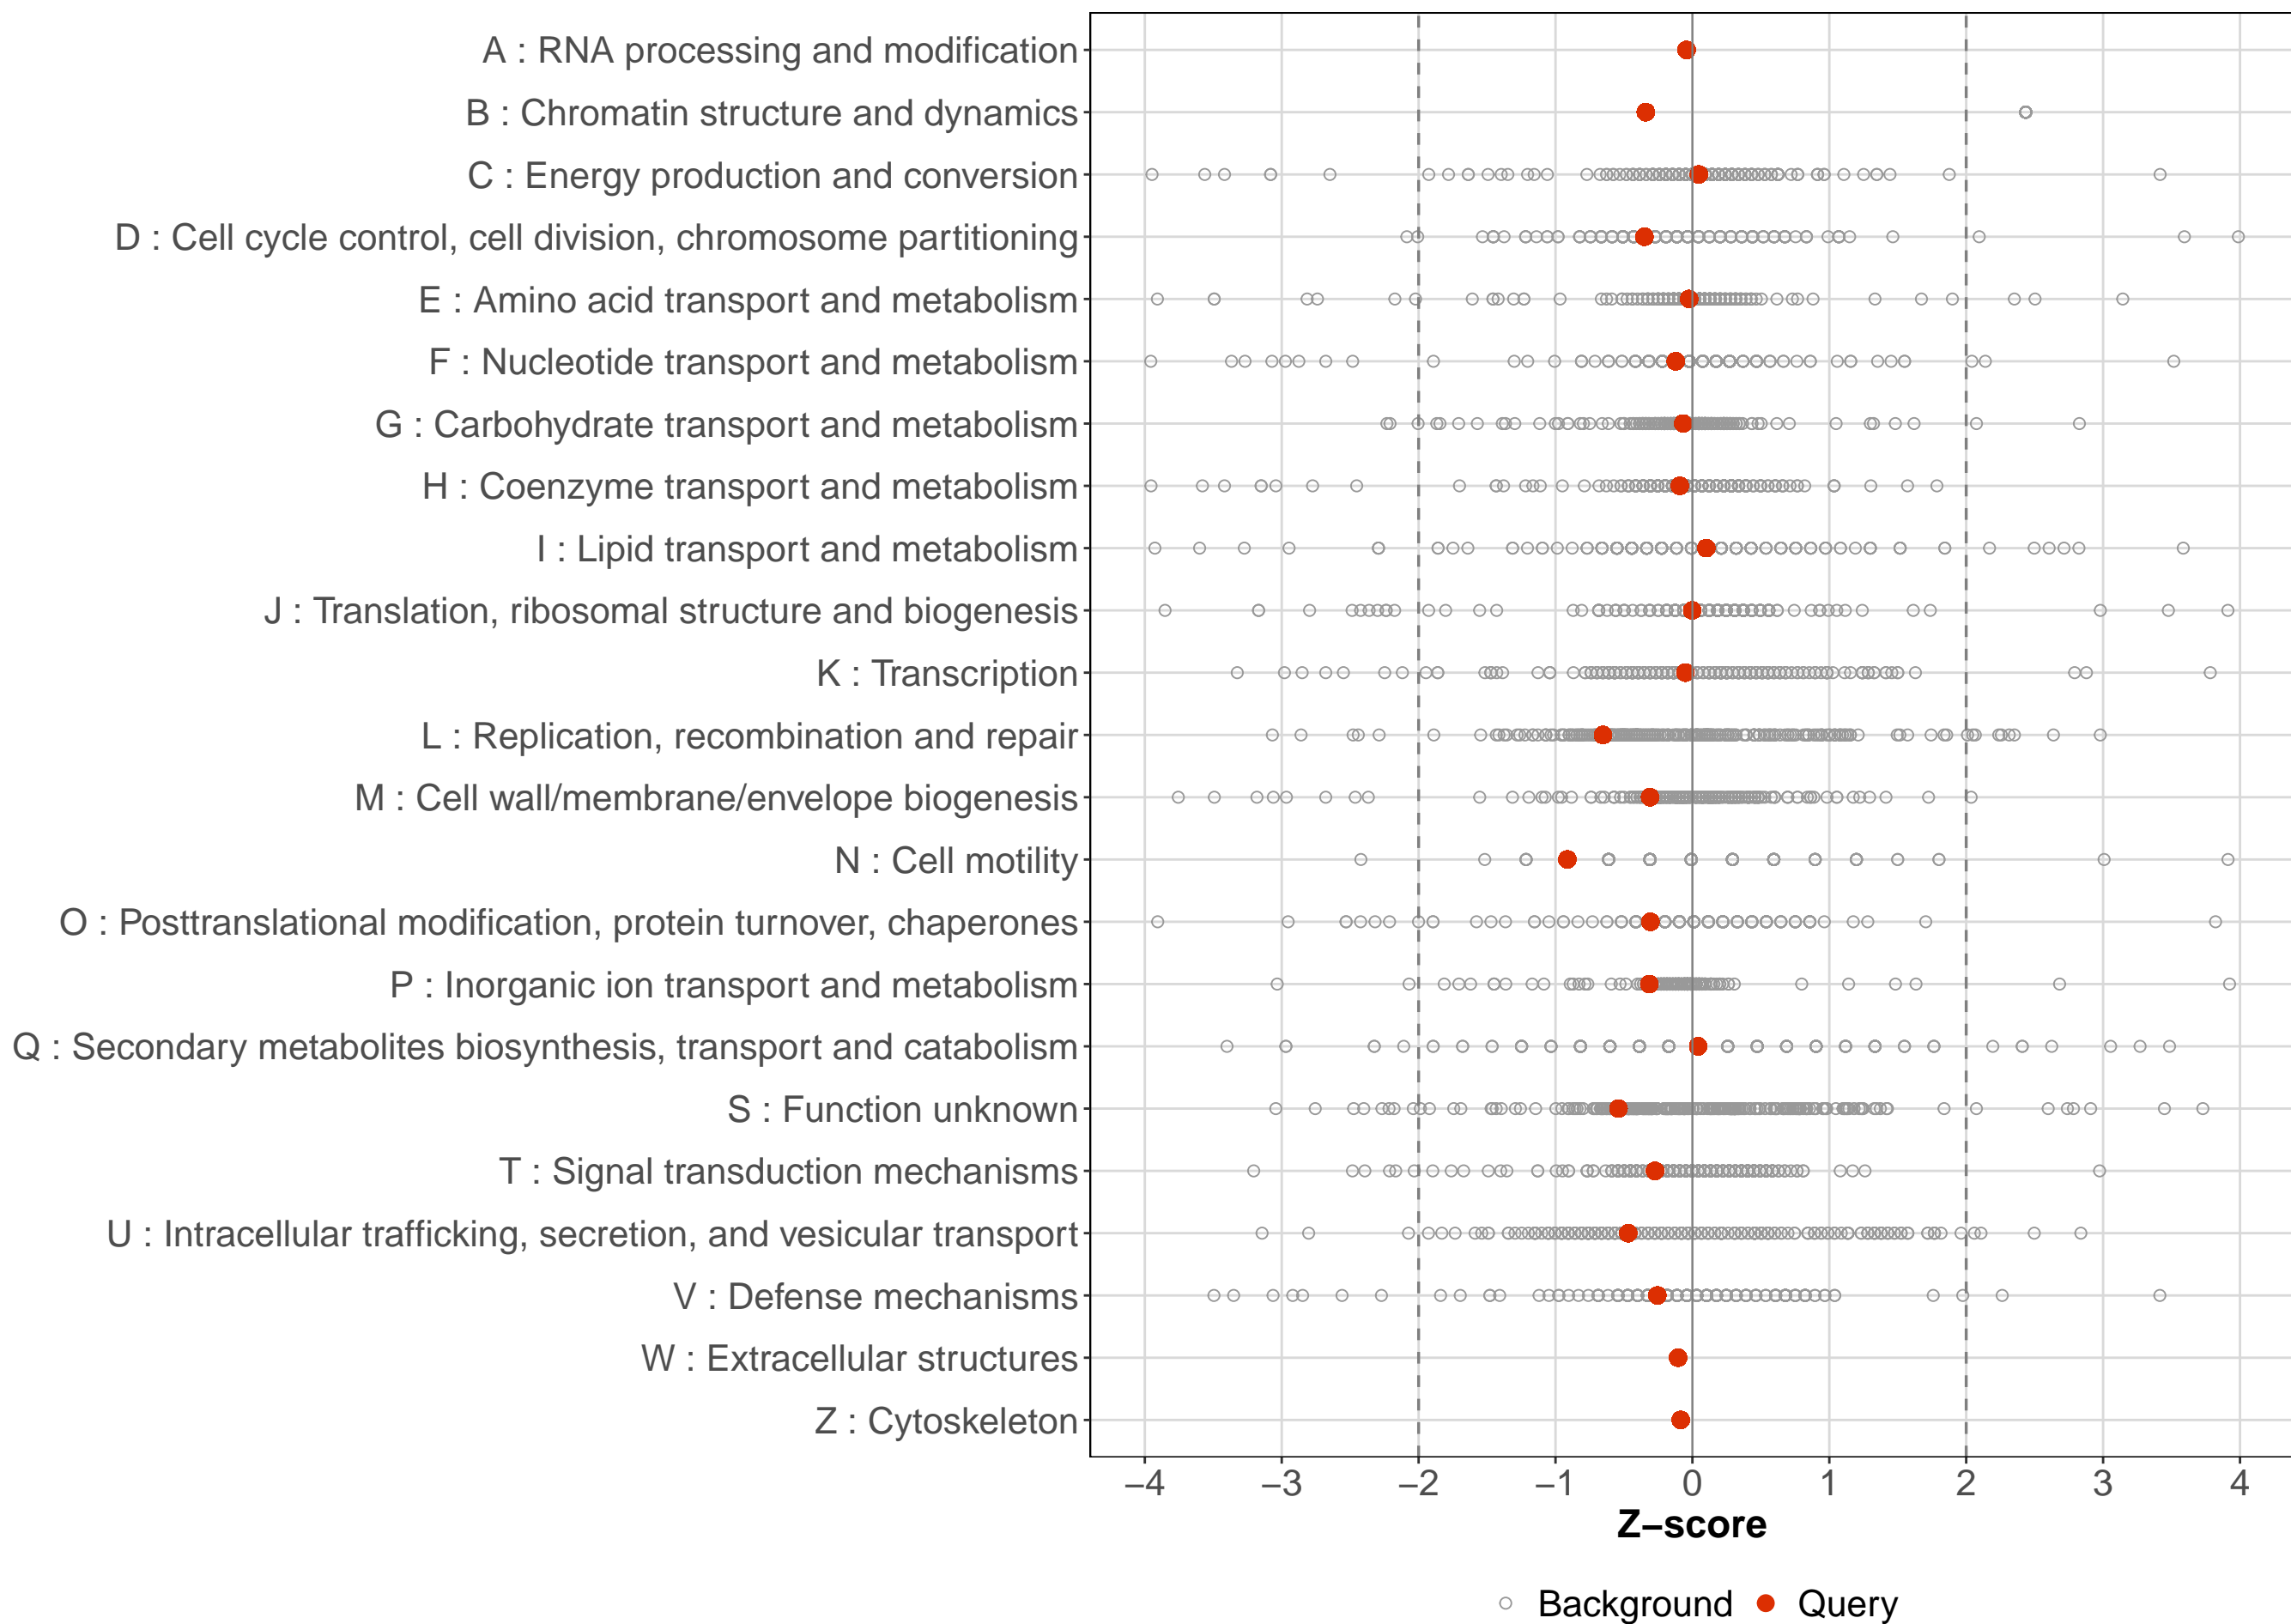 A : RNA processing and modification
B : Chromatin structure and dynamics
C : Energy production and conversion
D : Cell cycle control, cell division, chromosome partitioning
E : Amino acid transport and metabolism
F : Nucleotide transport and metabolism
G : Carbohydrate transport and metabolism
H : Coenzyme transport and metabolism
I : Lipid transport and metabolism
J : Translation, ribosomal structure and biogenesis
K : Transcription
L : Replication, recombination and repair
M : Cell wall/membrane/envelope biogenesis
N : Cell motility
O : Posttranslational modification, protein turnover, chaperones
P : Inorganic ion transport and metabolism
Q : Secondary metabolites biosynthesis, transport and catabolism
S : Function unknown
T : Signal transduction mechanisms
U : Intracellular trafficking, secretion, and vesicular transport
V : Defense mechanisms
W : Extracellular structures
Z : Cytoskeleton
−4 −3 −2 −1 0 1 2 3 4
Z−score
Background Query